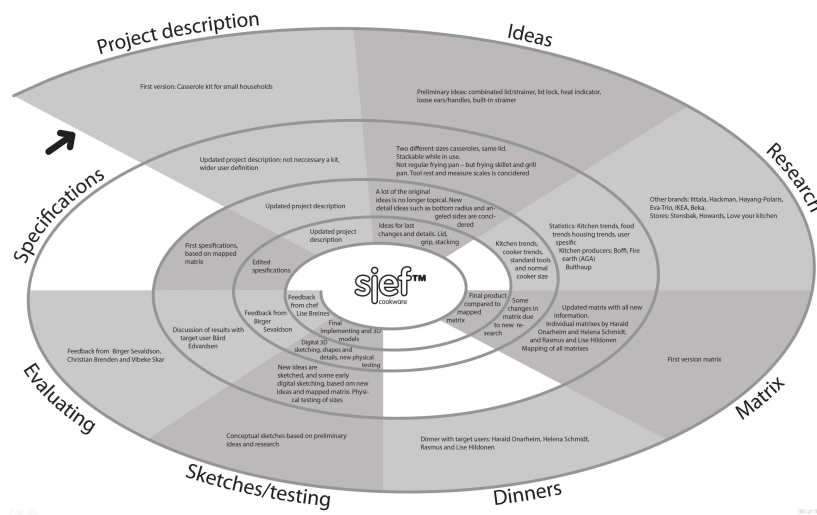 Project description
Ideas
Research
Matrix
Dinners
Sketches/testing
Evaluating
Specifications
First version: Casserole kit for small households
Preliminary ideas: combinated lid/strainer, lid lock, heat indicator,
loose ears/handles, built-in strainer
Other brands: Iittala, Hackman, Høyang-Polaris,
Eva-Trio, IKEA, Beka.
Stores: Stensbak, Howards, Love your kitchen
First version matrix
Dinner with target users: Harald Onarheim, Helena Schmidt,
Rasmus and Lise Hildonen
Conceptual sketches based on preliminary
ideas and research
Feedback from Birger Sevaldson,
Christian Brenden and Vibeke Skar
Updated project description: not neccessary a kit,
wider user definition
Two different sizes casseroles, same lid.
Stackable while in use.
Not regular frying pan – but frying skillet and grill
pan. Tool rest and measure scales is concidered
Statistics: Kitchen trends, food
trends housing trends, user
spesific
Kitchen producers: Boffi, Fire
earth (AGA)
Bulthaup
Updated matrix with all new
information.
Individual matrixes by Harald
Onarheim and Helena Schmidt,
and Rasmus and Lise Hildonen
Mapping of all matrixes
New ideas are
sketched, and some early
digital sketching, based om new
ideas and mapped matrix. Physi-
cal testing of sizes
Discussion of results with
target user Bård
Edvardsen
First spesifications,
based on mapped
matrix
Updated project description
A lot of the original
ideas is no longer topical. New
detail ideas such as bottom radius and an-
geled sides are conci-
dered
Kitchen trends,
cooker trends,
standard tools
and normal
cooker size
Some
changes in
matrix due
to new re-
search
Digital 3D
sketching, shapes and
details, new physical
testing
Feedback from
Birger
Sevaldson
Edited
spesifications
Updated project
description
Ideas for last
changes and details. Lid,
grip, stacking
Final product
compared to
mapped
matrix
Final
implementing and 3D
models
Feedback
from chef
Lise Breines
sjef™
cookware